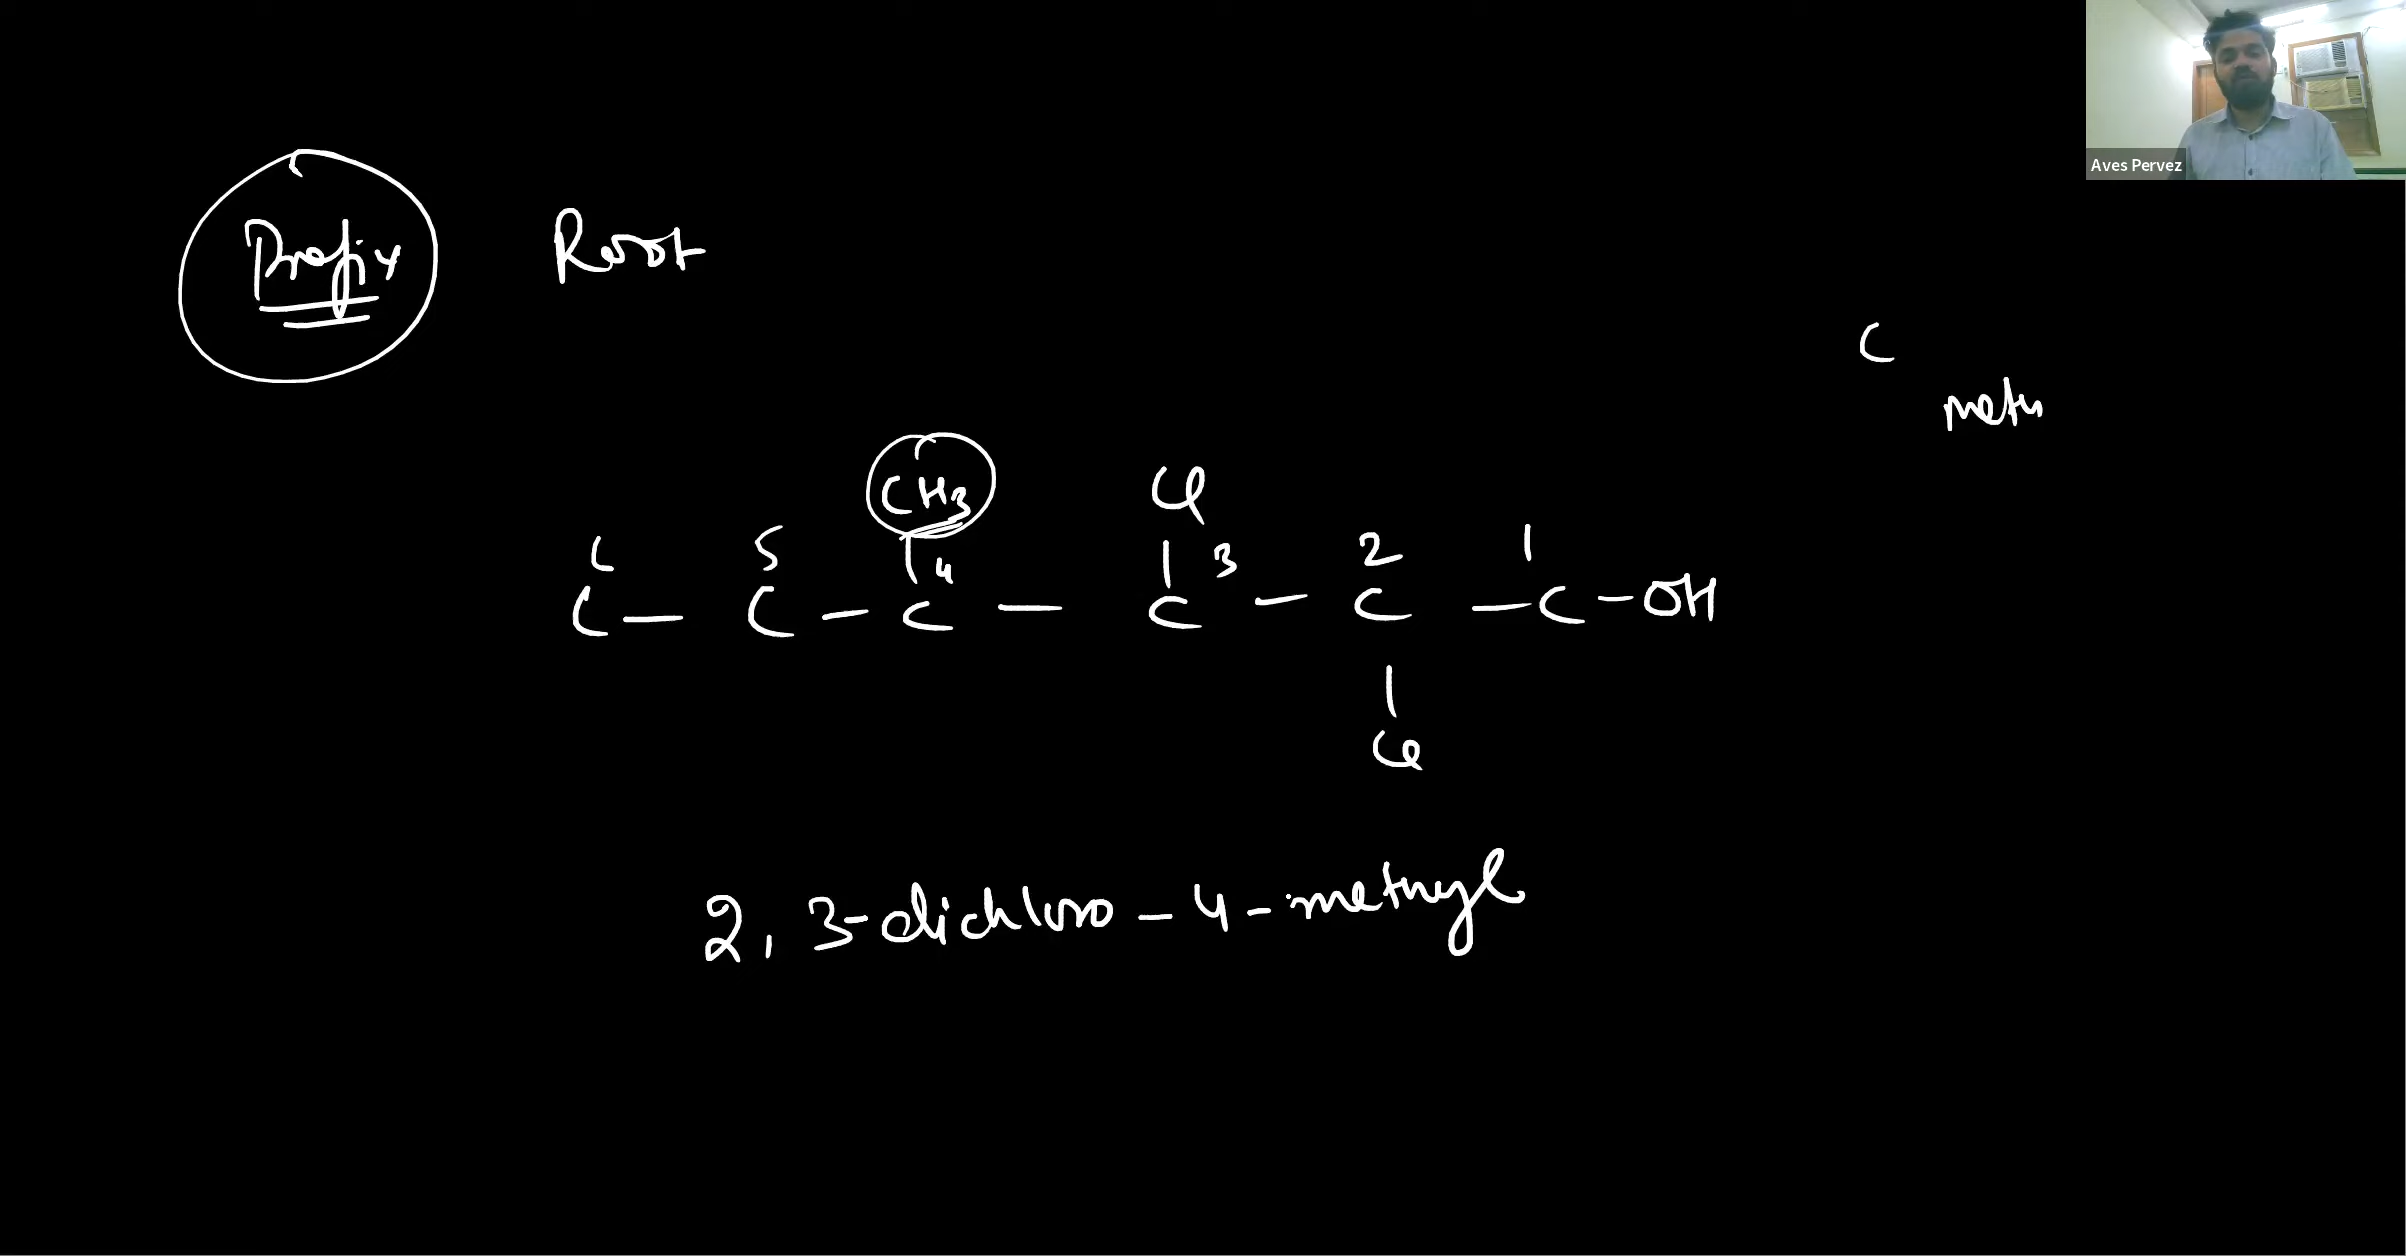 Aves Pervez
Prefix Root
C
meth
CH3 Cl
6 5 4 3 2 1
C — C — C — C — C — C — OH
Cl
2, 3-dichloro - 4 - methyl